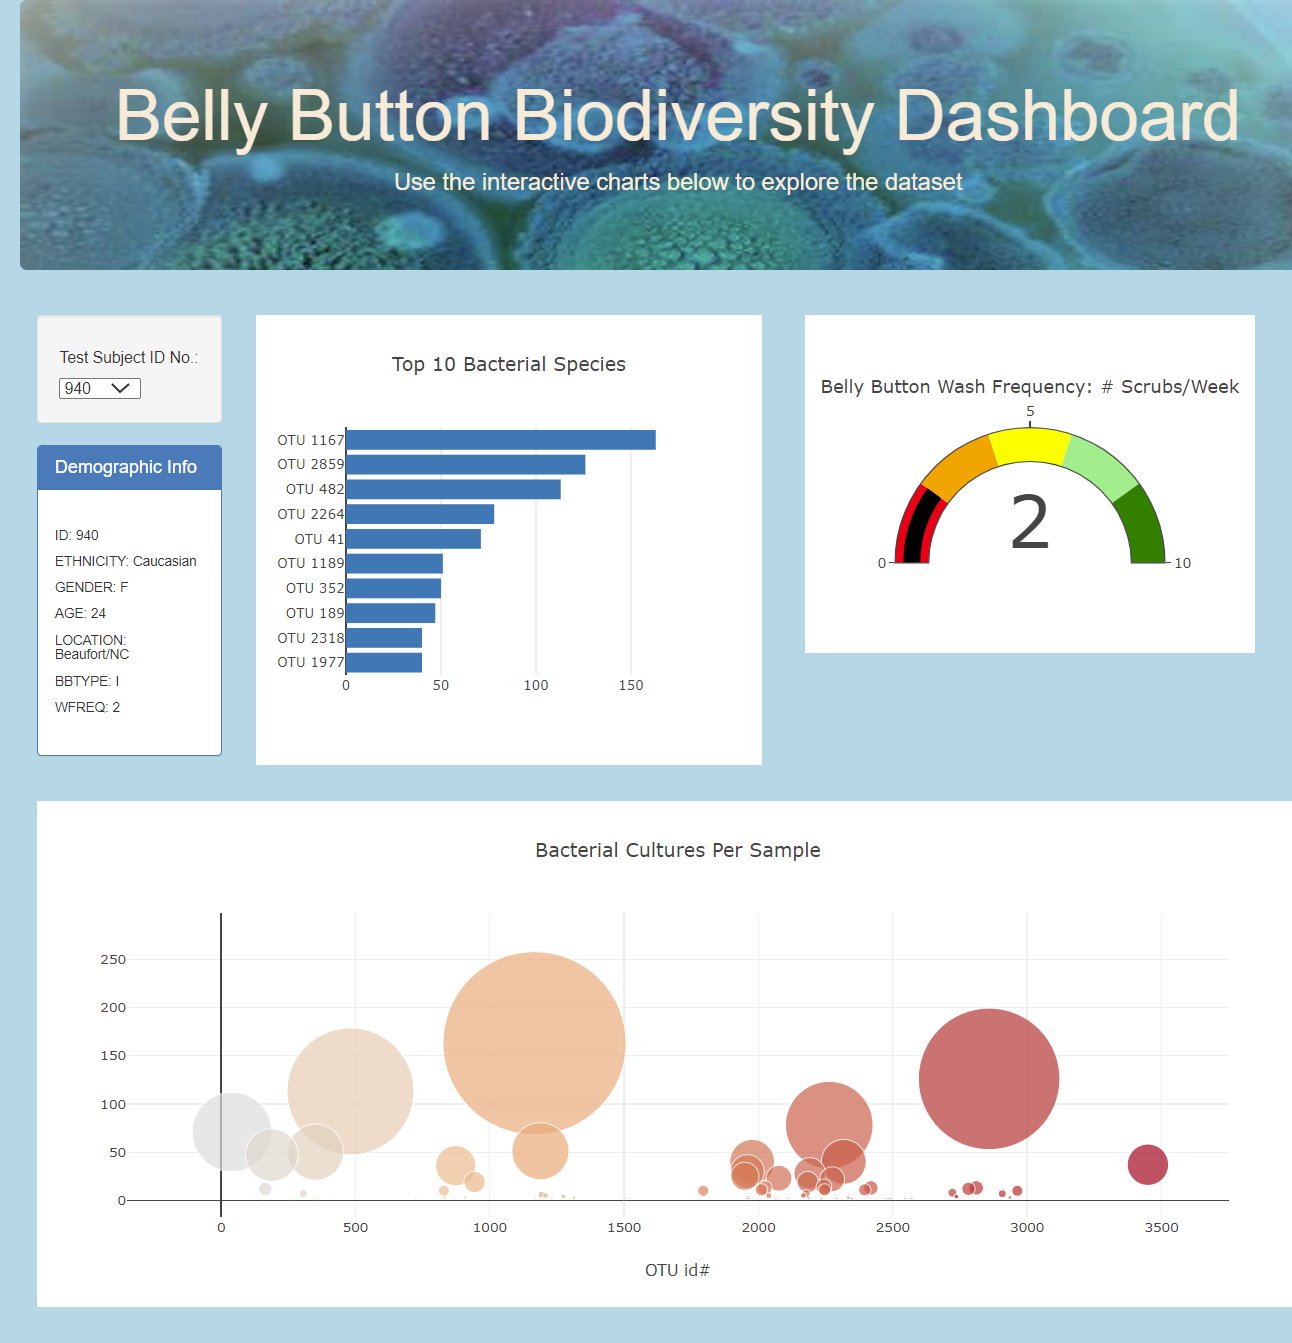 Belly Button Biodiversity Dashboard
Use the interactive charts below to explore the dataset
Test Subject ID No.:
940
Demographic Info
ID: 940
ETHNICITY: Caucasian
GENDER: F
AGE: 24
LOCATION:
Beaufort/NC
BBTYPE: I
WFREQ: 2
Top 10 Bacterial Species
OTU 1167
OTU 2859
OTU 482
OTU 2264
OTU 41
OTU 1189
OTU 352
OTU 189
OTU 2318
OTU 1977
0 50 100 150
Belly Button Wash Frequency: # Scrubs/Week
5
2
0 10
Bacterial Cultures Per Sample
250
200
150
100
50
0
0 500 1000 1500 2000 2500 3000 3500
OTU id#